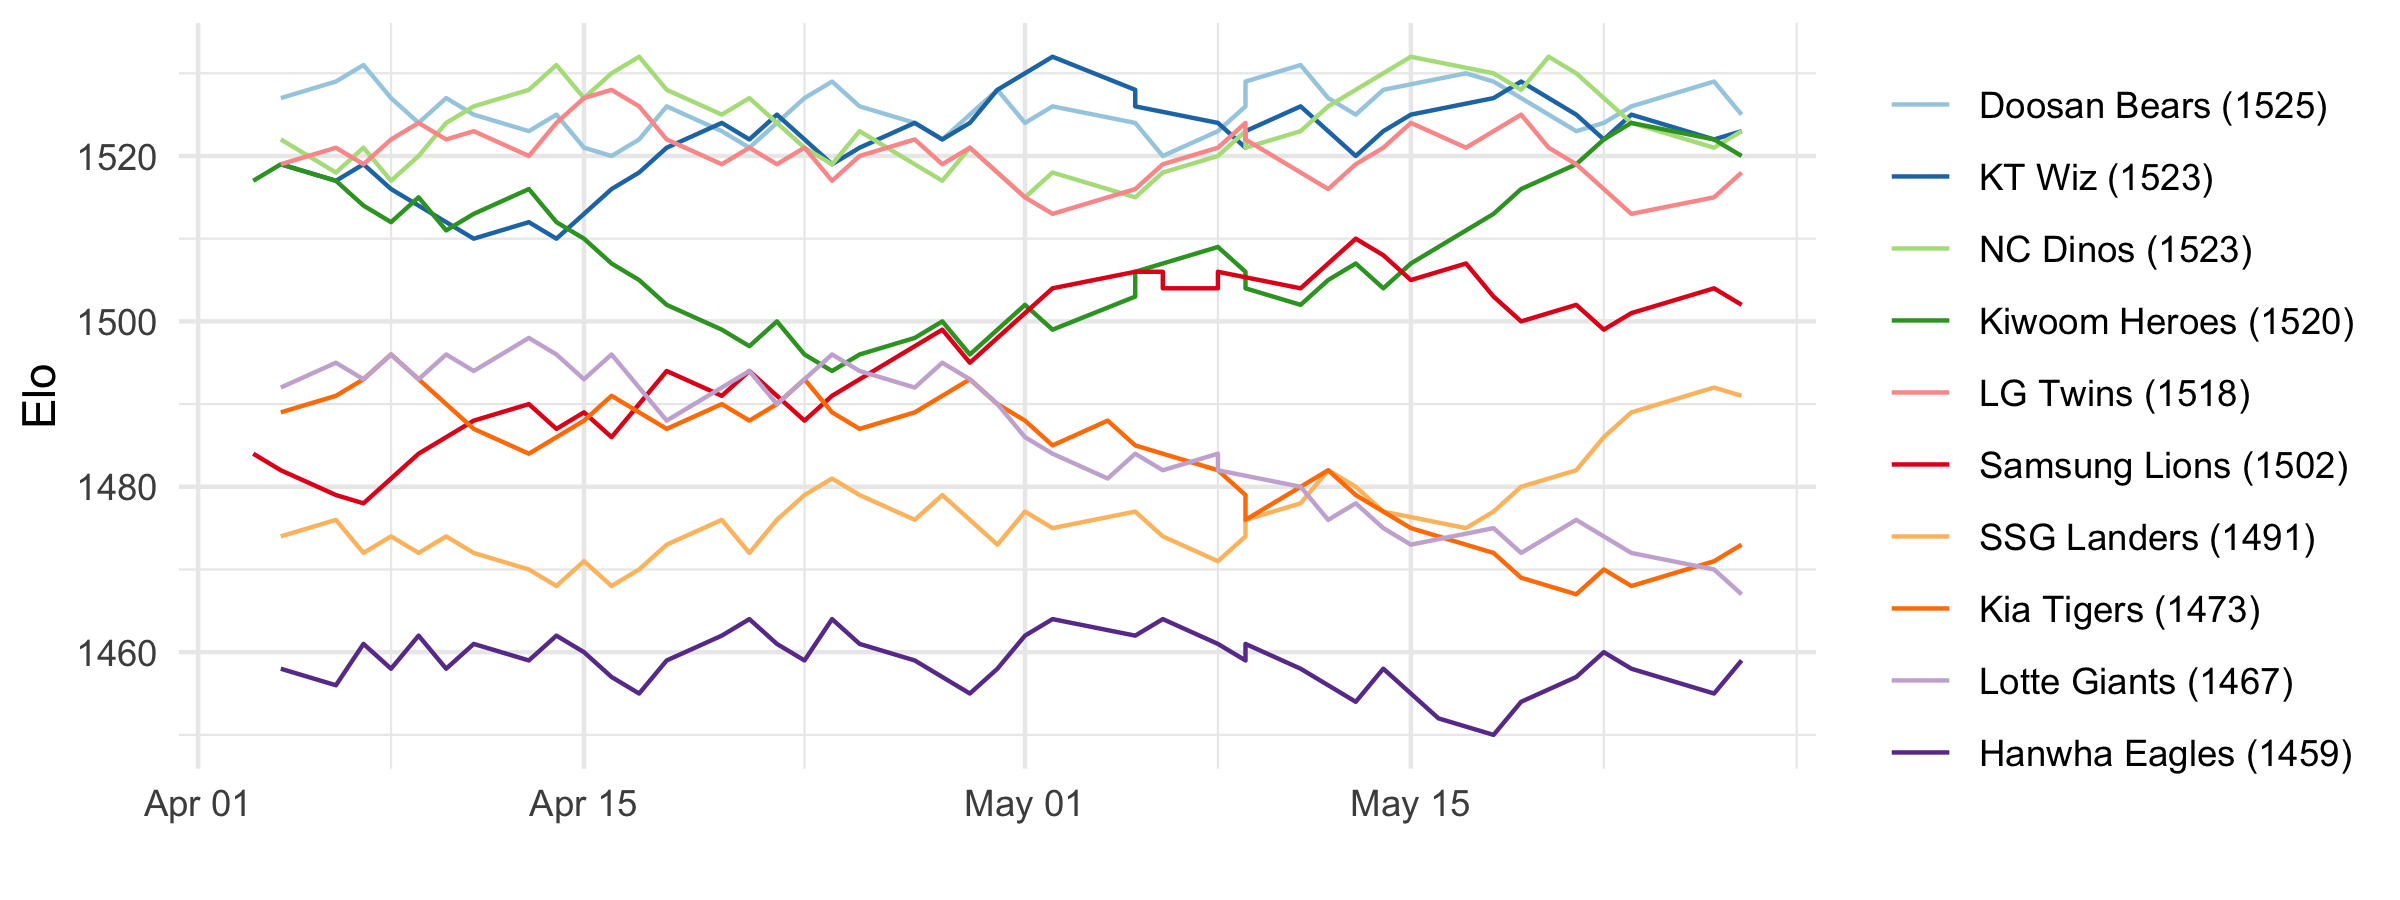 Elo
1520
1500
1480
1460
Apr 01
Apr 15
May 01
May 15
Doosan Bears (1525)
KT Wiz (1523)
NC Dinos (1523)
Kiwoom Heroes (1520)
LG Twins (1518)
Samsung Lions (1502)
SSG Landers (1491)
Kia Tigers (1473)
Lotte Giants (1467)
Hanwha Eagles (1459)